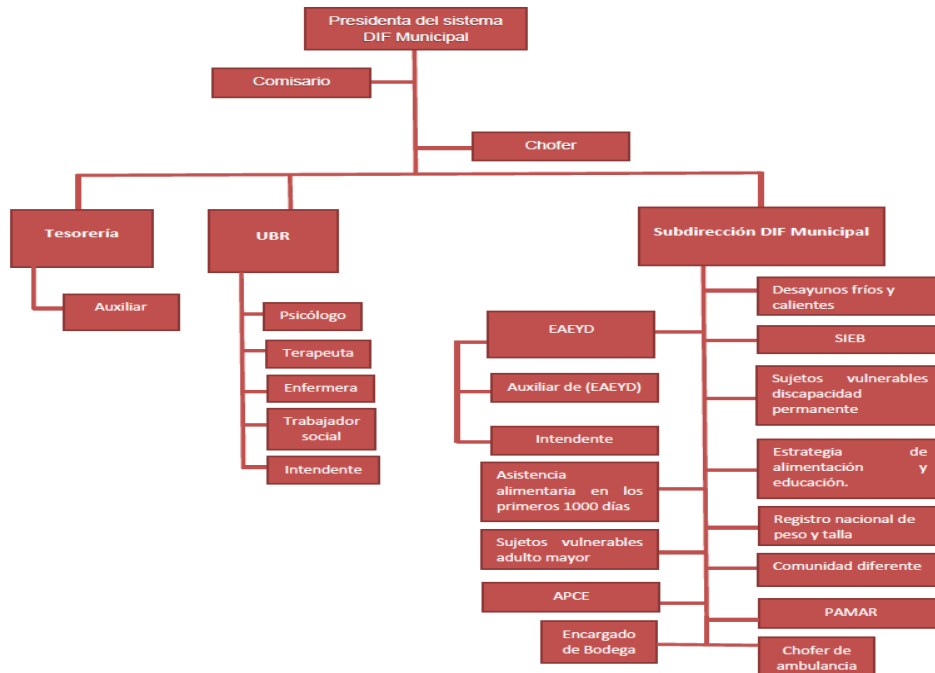 Presidenta del sistema
DIF Municipal
Comisario
Chofer
Tesorería
Auxiliar
UBR
Psicólogo
Terapeuta
Enfermera
Trabajador
social
Intendente
Subdirección DIF Municipal
EAEYD
Auxiliar de (EAEYD)
Intendente
Asistencia
alimentaria en los
primeros 1000 días
Sujetos vulnerables
adulto mayor
APCE
Encargado
de Bodega
Desayunos fríos y
calientes
SIEB
Sujetos vulnerables
discapacidad
permanente
Estrategia de
alimentación y
educación.
Registro nacional de
peso y talla
Comunidad diferente
PAMAR
Chofer de
ambulancia